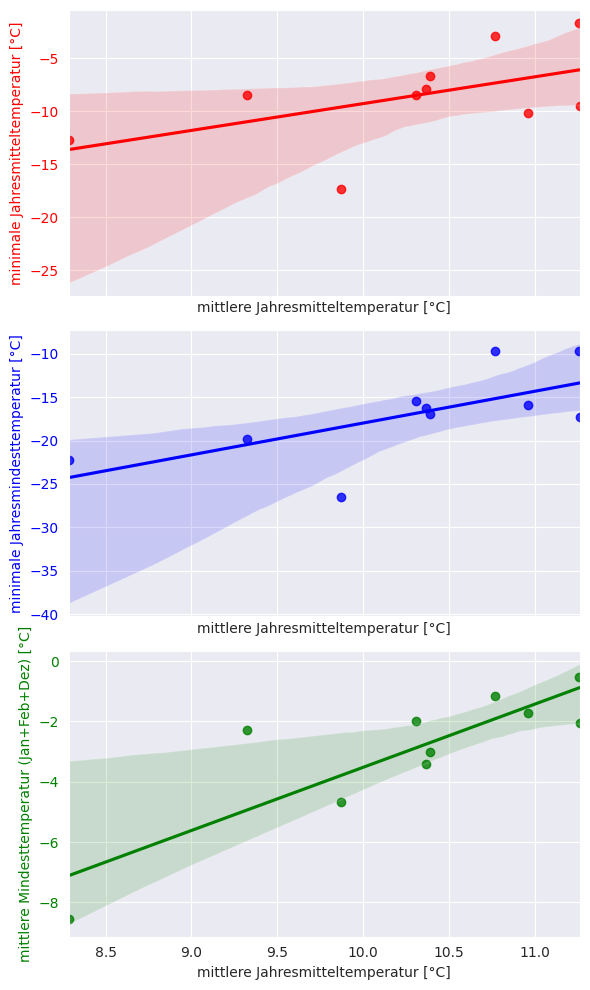 minimale Jahresmitteltemperatur [°C]
−5
−10
−15
−20
−25
mittlere Jahresmitteltemperatur [°C]
minimale Jahresmindesttemperatur [°C]
−10
−15
−20
−25
−30
−35
−40
mittlere Jahresmitteltemperatur [°C]
mittlere Mindesttemperatur (Jan+Feb+Dez) [°C]
0
−2
−4
−6
−8
8.5 9.0 9.5 10.0 10.5 11.0
mittlere Jahresmitteltemperatur [°C]